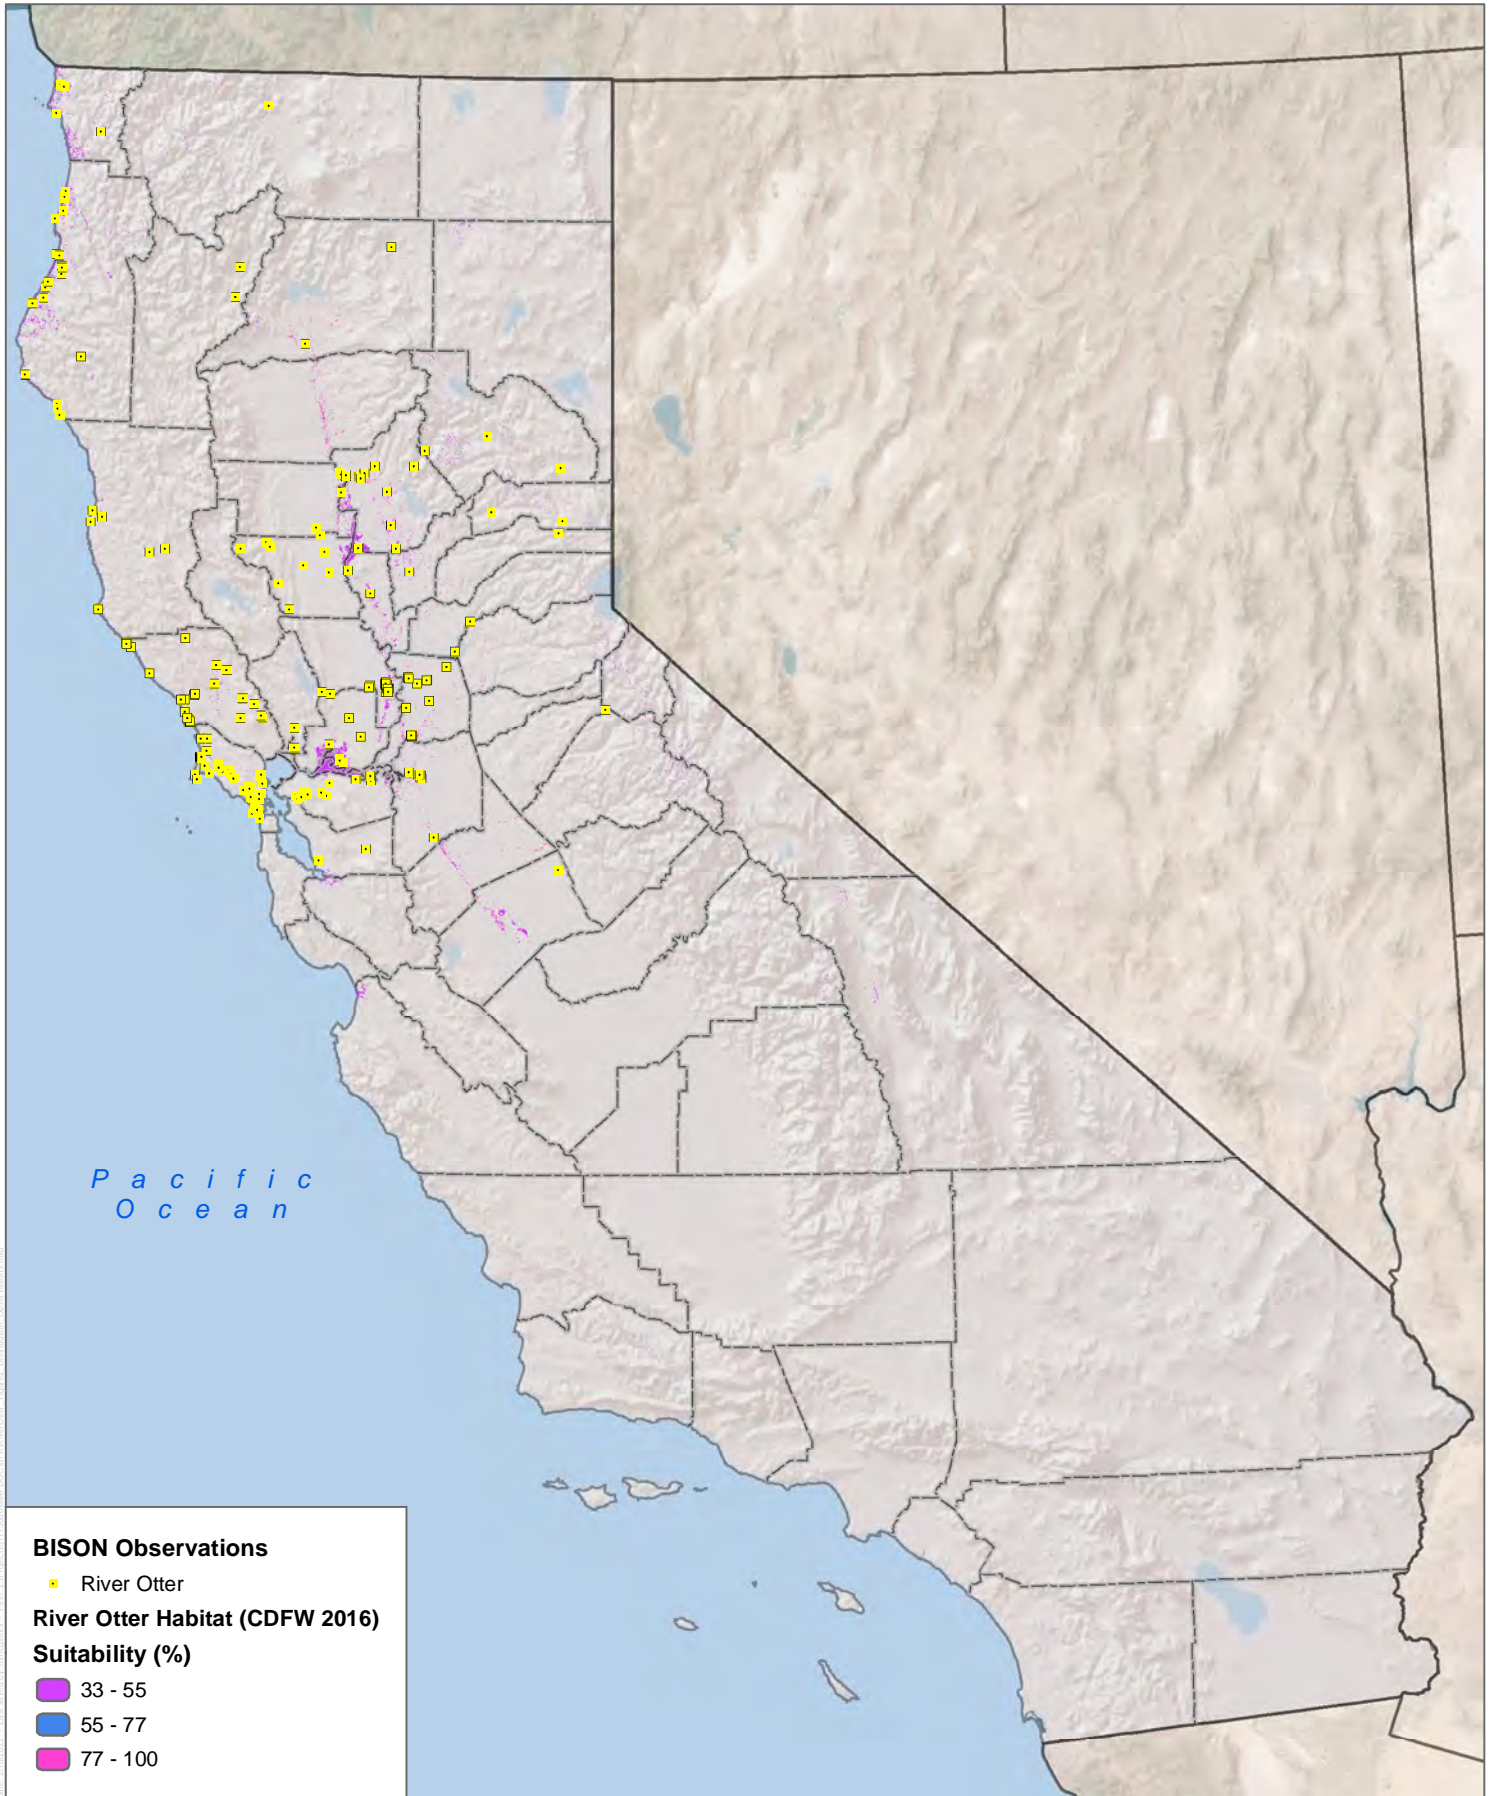 P a c i f i c
O c e a n
BISON Observations
River Otter
River Otter Habitat (CDFW 2016)
Suitability (%)
33 - 55
55 - 77
77 - 100